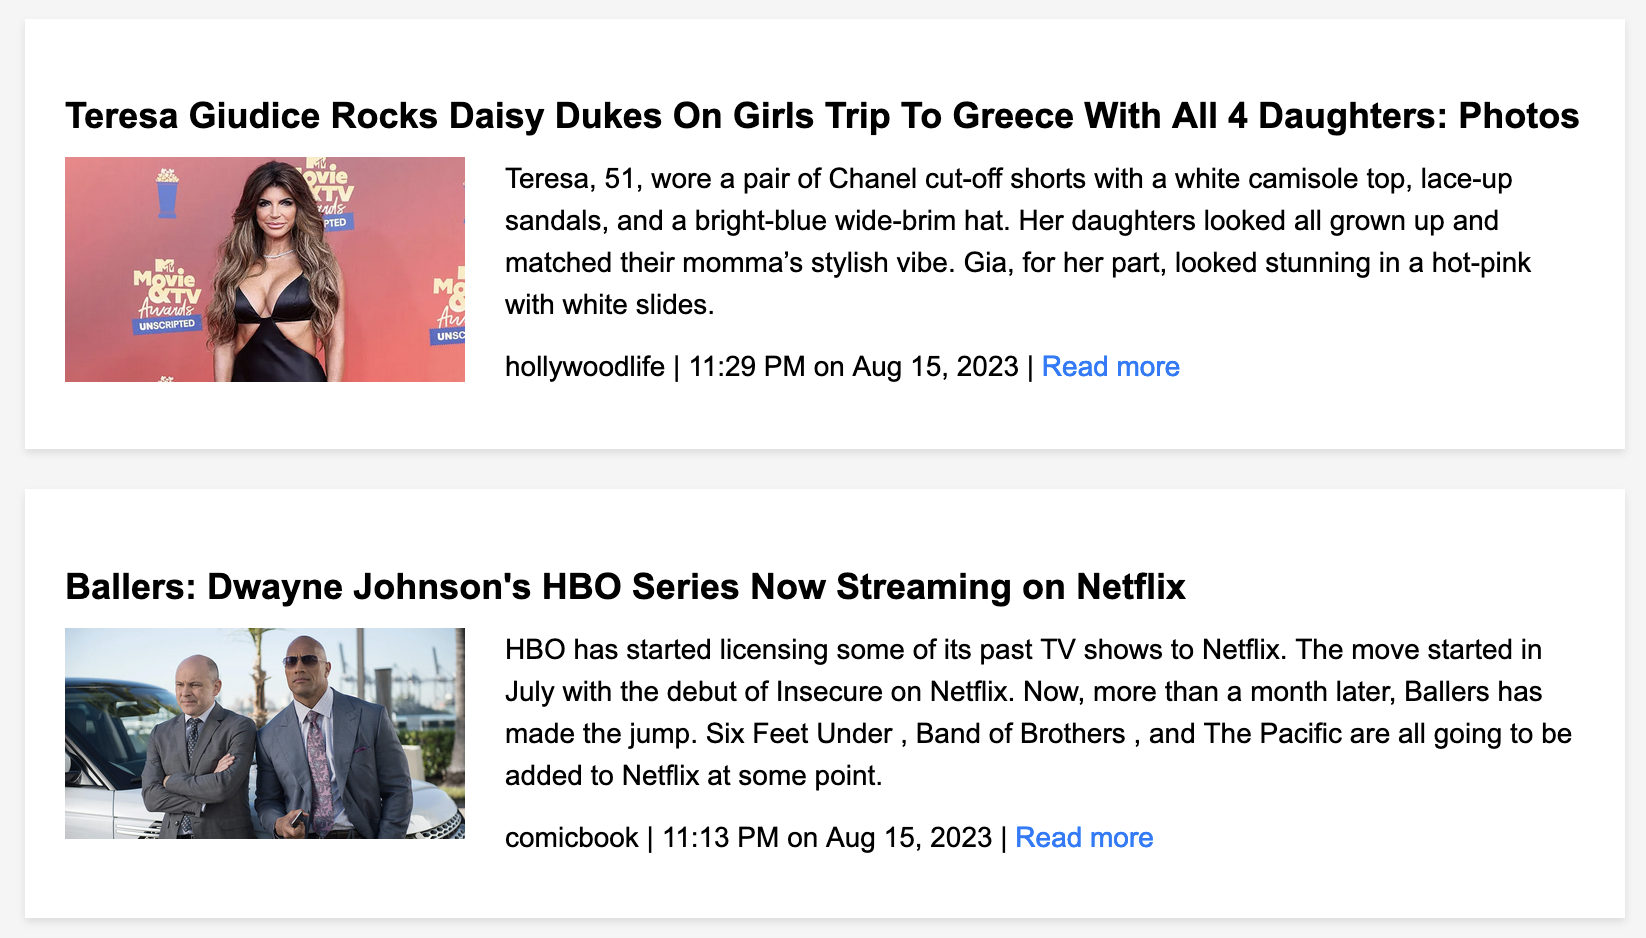 Teresa Giudice Rocks Daisy Dukes On Girls Trip To Greece With All 4 Daughters: Photos
MTV
Movie
&TV
Awards
UNSCRIPTED
Teresa, 51, wore a pair of Chanel cut-off shorts with a white camisole top, lace-up
sandals, and a bright-blue wide-brim hat. Her daughters looked all grown up and
matched their momma’s stylish vibe. Gia, for her part, looked stunning in a hot-pink
with white slides.
hollywoodlife | 11:29 PM on Aug 15, 2023 | Read more
Ballers: Dwayne Johnson's HBO Series Now Streaming on Netflix
HBO has started licensing some of its past TV shows to Netflix. The move started in
July with the debut of Insecure on Netflix. Now, more than a month later, Ballers has
made the jump. Six Feet Under , Band of Brothers , and The Pacific are all going to be
added to Netflix at some point.
comicbook | 11:13 PM on Aug 15, 2023 | Read more